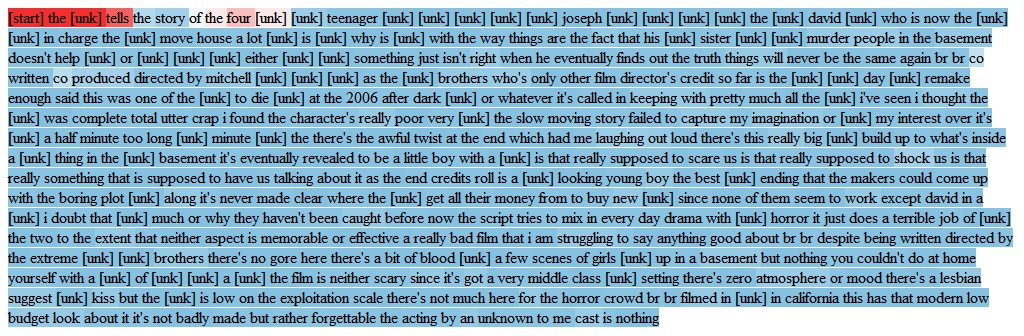 [start] the [unk] tells the story of the four [unk] [unk] teenager [unk] [unk] [unk] [unk] [unk] joseph [unk] [unk] [unk] [unk] the [unk] david [unk] who is now the [unk]
[unk] in charge the [unk] move house a lot [unk] is [unk] why is [unk] with the way things are the fact that his [unk] sister [unk] [unk] murder people in the basement
doesn't help [unk] or [unk] [unk] [unk] either [unk] [unk] something just isn't right when he eventually finds out the truth things will never be the same again br br co
written co produced directed by mitchell [unk] [unk] [unk] as the [unk] brothers who's only other film director's credit so far is the [unk] [unk] day [unk] remake
enough said this was one of the [unk] to die [unk] at the 2006 after dark [unk] or whatever it's called in keeping with pretty much all the [unk] i've seen i thought the
[unk] was complete total utter crap i found the character's really poor very [unk] the slow moving story failed to capture my imagination or [unk] my interest over it's
[unk] a half minute too long [unk] minute [unk] the there's the awful twist at the end which had me laughing out loud there's this really big [unk] build up to what's inside
a [unk] thing in the [unk] basement it's eventually revealed to be a little boy with a [unk] is that really supposed to scare us is that really supposed to shock us is that
really something that is supposed to have us talking about it as the end credits roll is a [unk] looking young boy the best [unk] ending that the makers could come up
with the boring plot [unk] along it's never made clear where the [unk] get all their money from to buy new [unk] since none of them seem to work except david in a
[unk] i doubt that [unk] much or why they haven't been caught before now the script tries to mix in every day drama with [unk] horror it just does a terrible job of [unk]
the two to the extent that neither aspect is memorable or effective a really bad film that i am struggling to say anything good about br br despite being written directed by
the extreme [unk] brothers there's no gore here there's a bit of blood [unk] a few scenes of girls [unk] up in a basement but nothing you couldn't do at home
yourself with a [unk] of [unk] [unk] a [unk] the film is neither scary since it's got a very middle class [unk] setting there's zero atmosphere or mood there's a lesbian
suggest [unk] kiss but the [unk] is low on the exploitation scale there's not much here for the horror crowd br br filmed in [unk] in california this has that modern low
budget look about it it's not badly made but rather forgettable the acting by an unknown to me cast is nothing